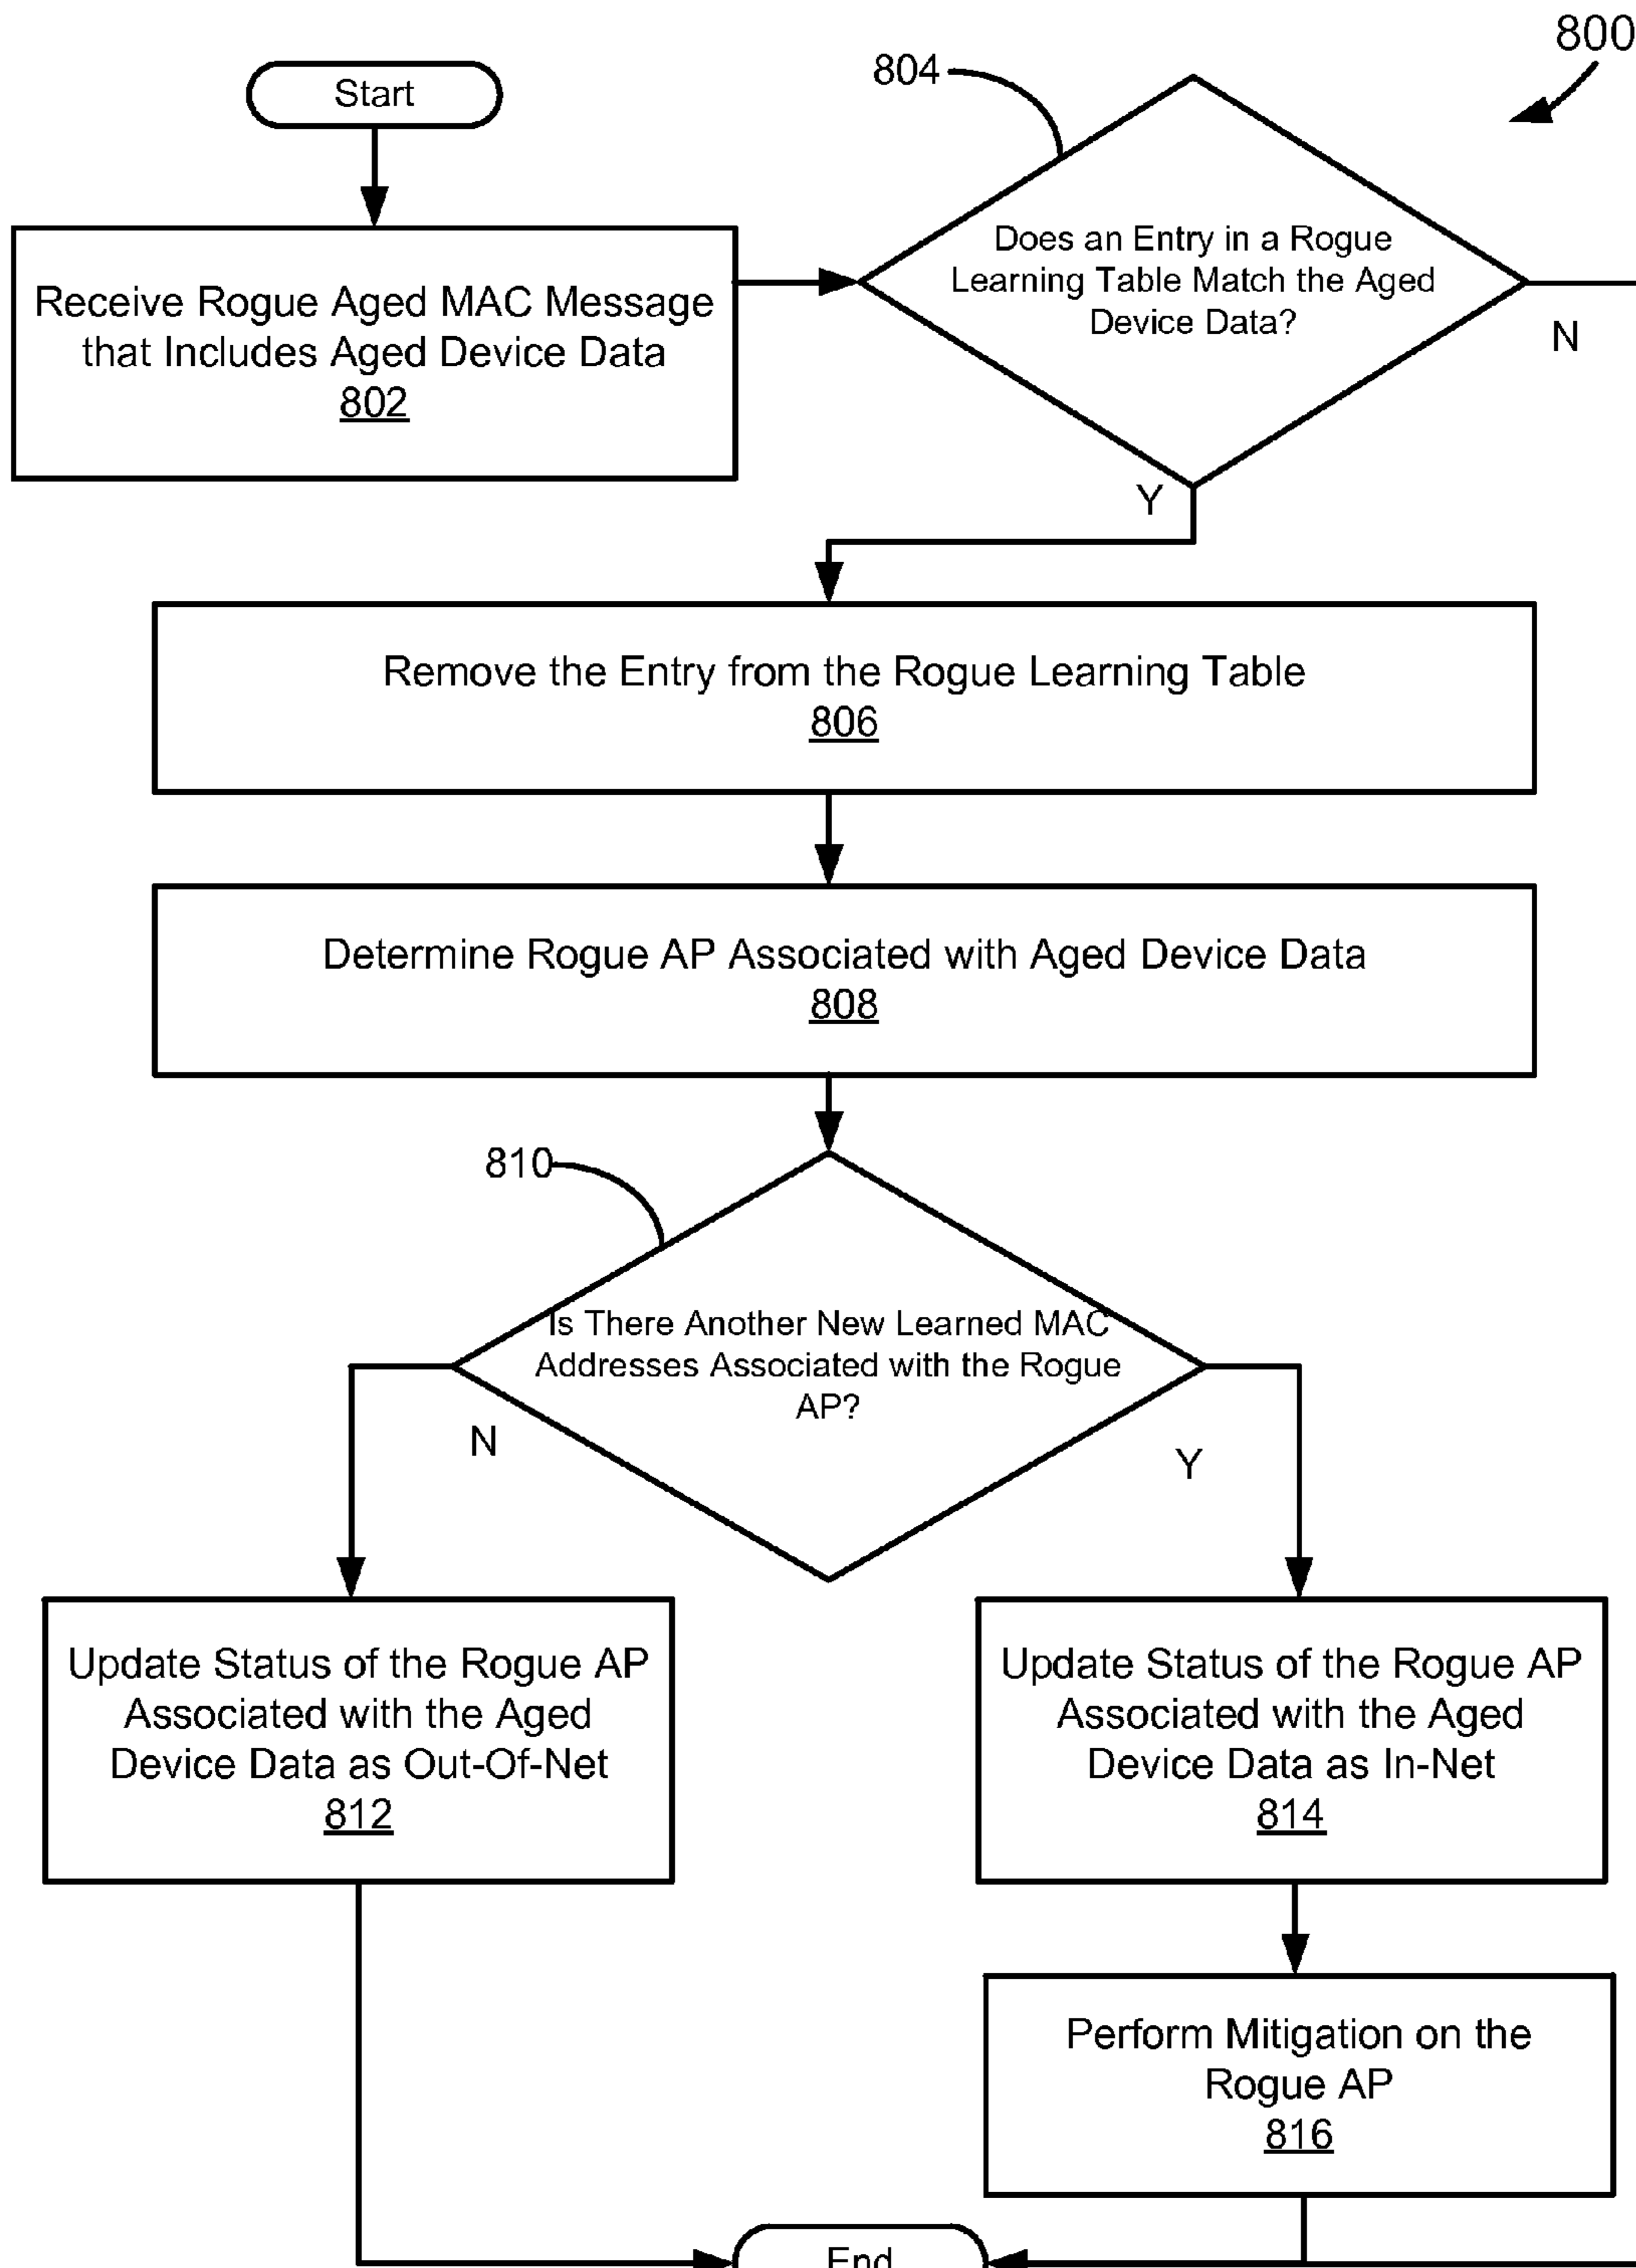 800
Start
804
Does an Entry in a Rogue
Learning Table Match the Aged
Device Data?
N
Y
Receive Rogue Aged MAC Message
that Includes Aged Device Data
802
Remove the Entry from the Rogue Learning Table
806
Determine Rogue AP Associated with Aged Device Data
808
810
Is There Another New Learned MAC
Addresses Associated with the Rogue
AP?
N
Y
Update Status of the Rogue AP
Associated with the Aged
Device Data as Out-Of-Net
812
Update Status of the Rogue AP
Associated with the Aged
Device Data as In-Net
814
Perform Mitigation on the
Rogue AP
816
End